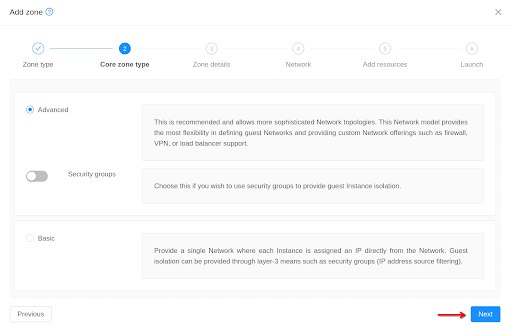 Add zone
2
3
4
5
6
Zone type
Core zone type
Zone details
Network
Add resources
Launch
Advanced
This is recommended and allows more sophisticated Network topologies. This Network model provides
the most flexibility in defining guest Networks and providing custom Network offerings such as firewall,
VPN, or load balancer support.
Security groups
Choose this if you wish to use security groups to provide guest Instance isolation.
Basic
Provide a single Network where each Instance is assigned an IP directly from the Network. Guest
isolation can be provided through layer-3 means such as security groups (IP address source filtering).
Previous
Next